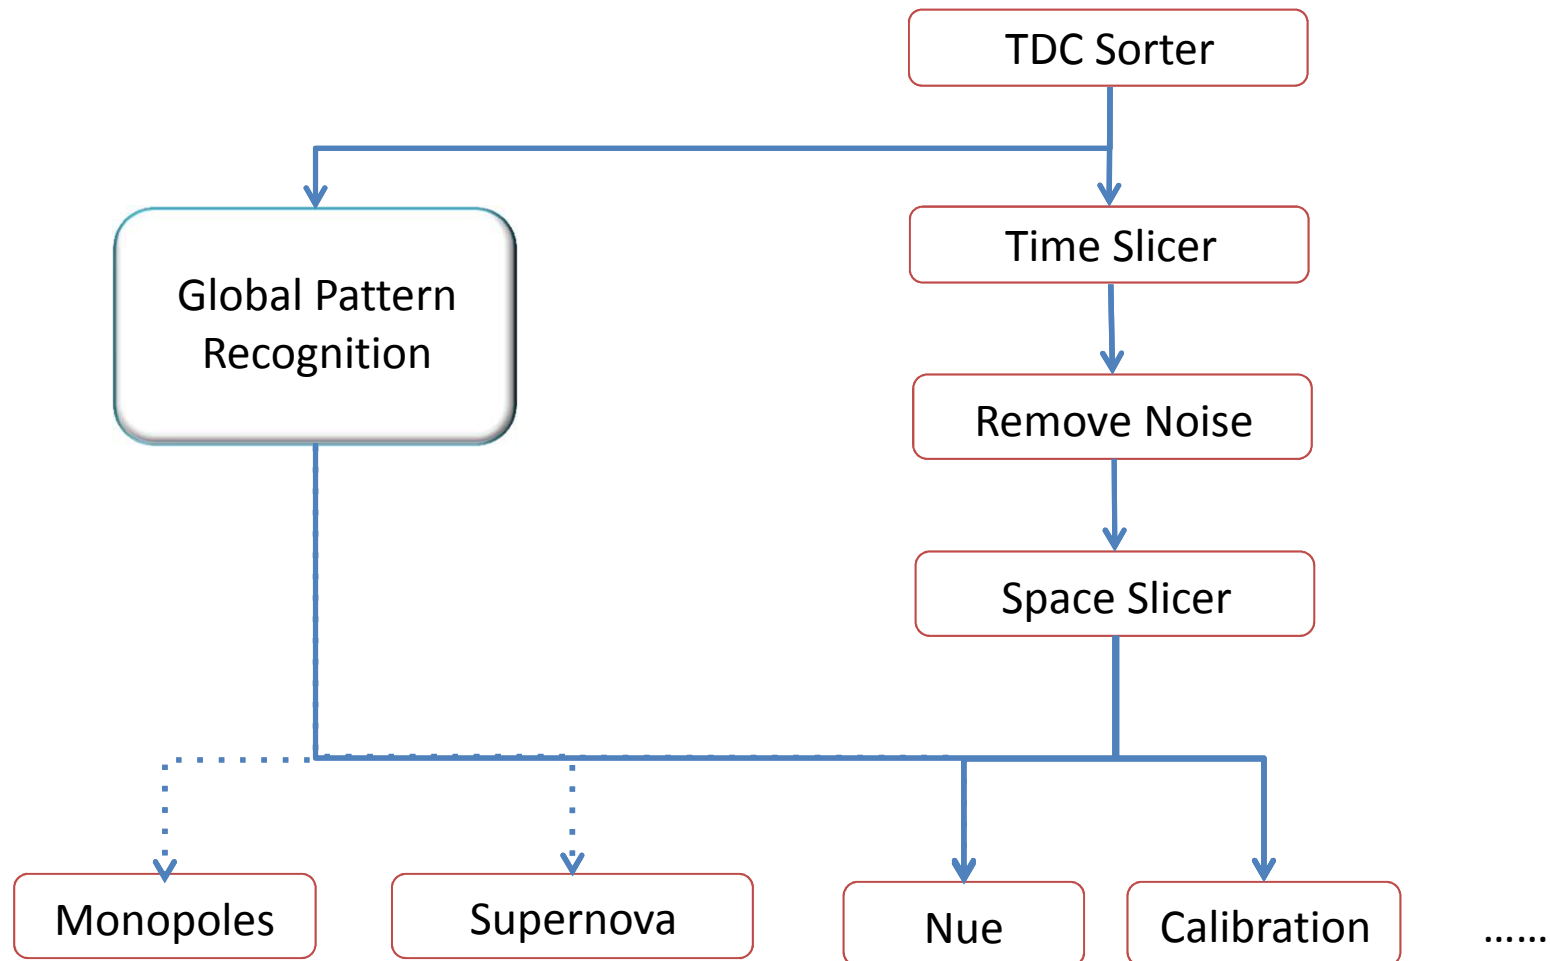 TDC Sorter
Time Slicer
Global Pattern
Recognition
Remove Noise
Space Slicer
Monopoles
Supernova
Nue
Calibration
......